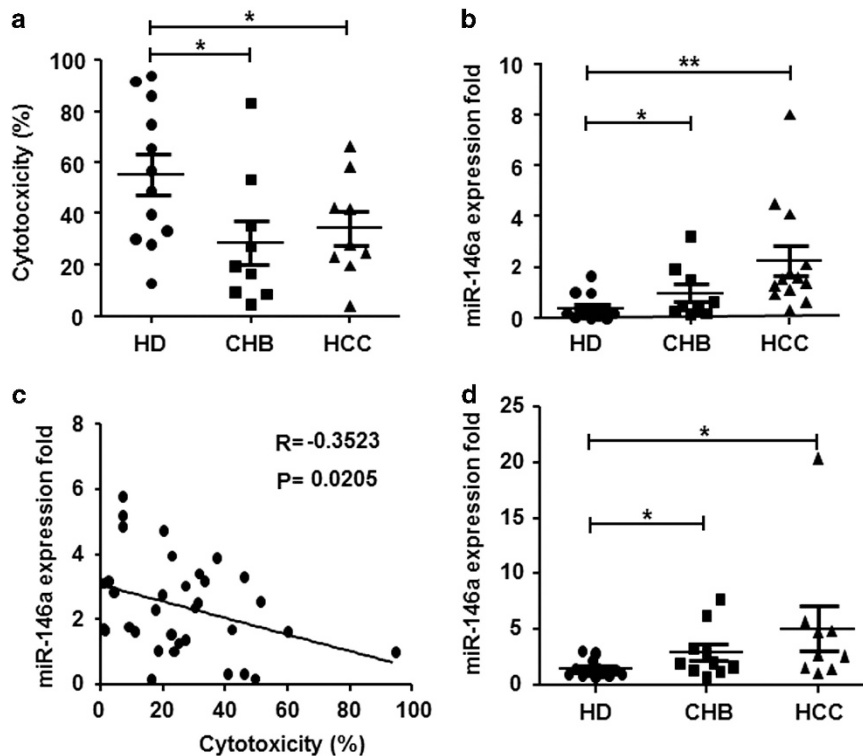 a
*
*
Cytotocxicity (%)
100
80
60
40
20
0
HD CHB HCC
b
**
*
miR-146a expression fold
10
8
6
4
2
0
HD CHB HCC
c
R=-0.3523
P= 0.0205
miR-146a expression fold
8
6
4
2
0
0 20 40 60 80 100
Cytotoxicity (%)
d
*
*
miR-146a expression fold
25
20
15
10
5
0
HD CHB HCC